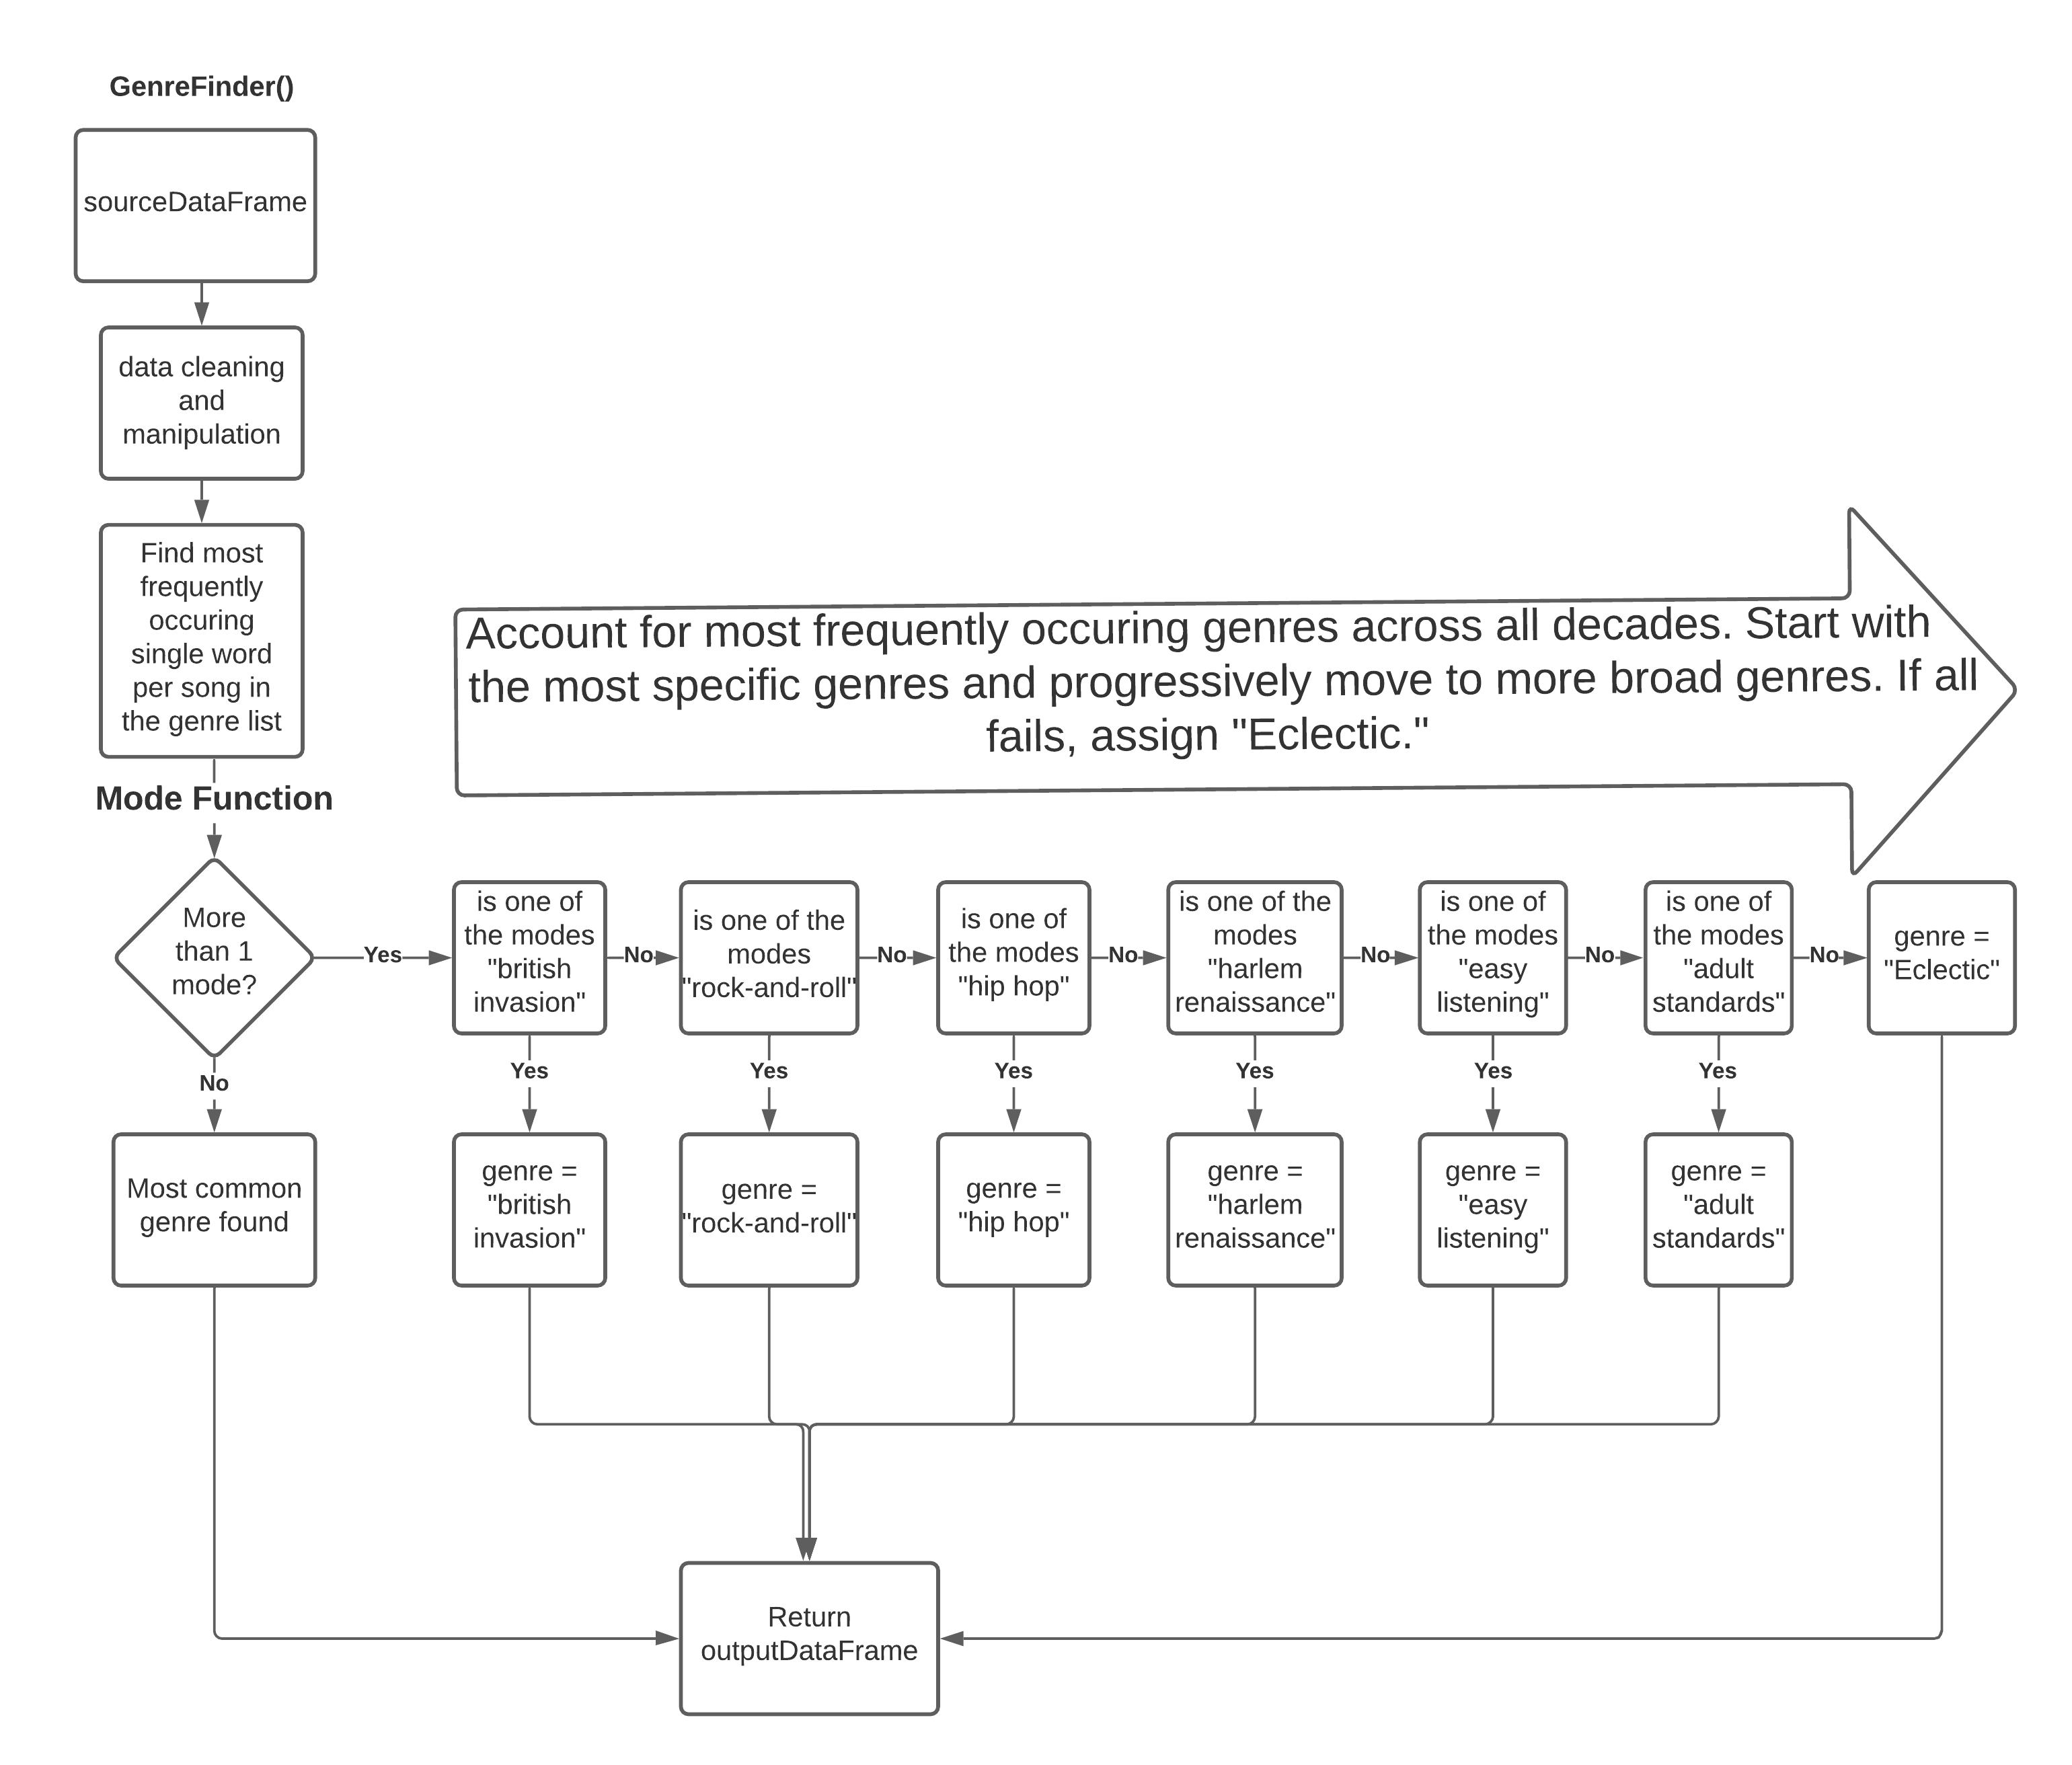 GenreFinder()
sourceDataFrame
data cleaning
and
manipulation
Find most
frequently
occuring
single word
per song in
the genre list
Account for most frequently occuring genres across all decades. Start with
the most specific genres and progressively move to more broad genres. If all
fails, assign "Eclectic."
Mode Function
More
than 1
mode?
Yes
is one of
the modes
"british
invasion"
No
is one of the
modes
"rock-and-roll"
No
is one of
the modes
"hip hop"
No
is one of the
modes
"harlem
renaissance"
No
is one of
the modes
"easy
listening"
No
is one of
the modes
"adult
standards"
No
genre =
"Eclectic"
No
Yes
Yes
Yes
Yes
Yes
Yes
Most common
genre found
genre =
"british
invasion"
genre =
"rock-and-roll"
genre =
"hip hop"
genre =
"harlem
renaissance"
genre =
"easy
listening"
genre =
"adult
standards"
Return
outputDataFrame